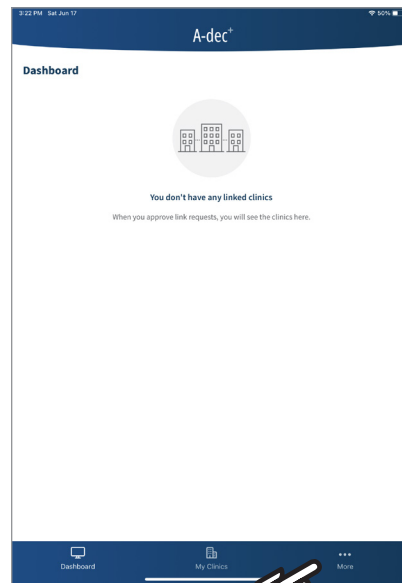 3:22 PM Sat Jun 17
50%
A-dec+
Dashboard
You don't have any linked clinics
When you approve link requests, you will see the clinics here.
Dashboard
My Clinics
More